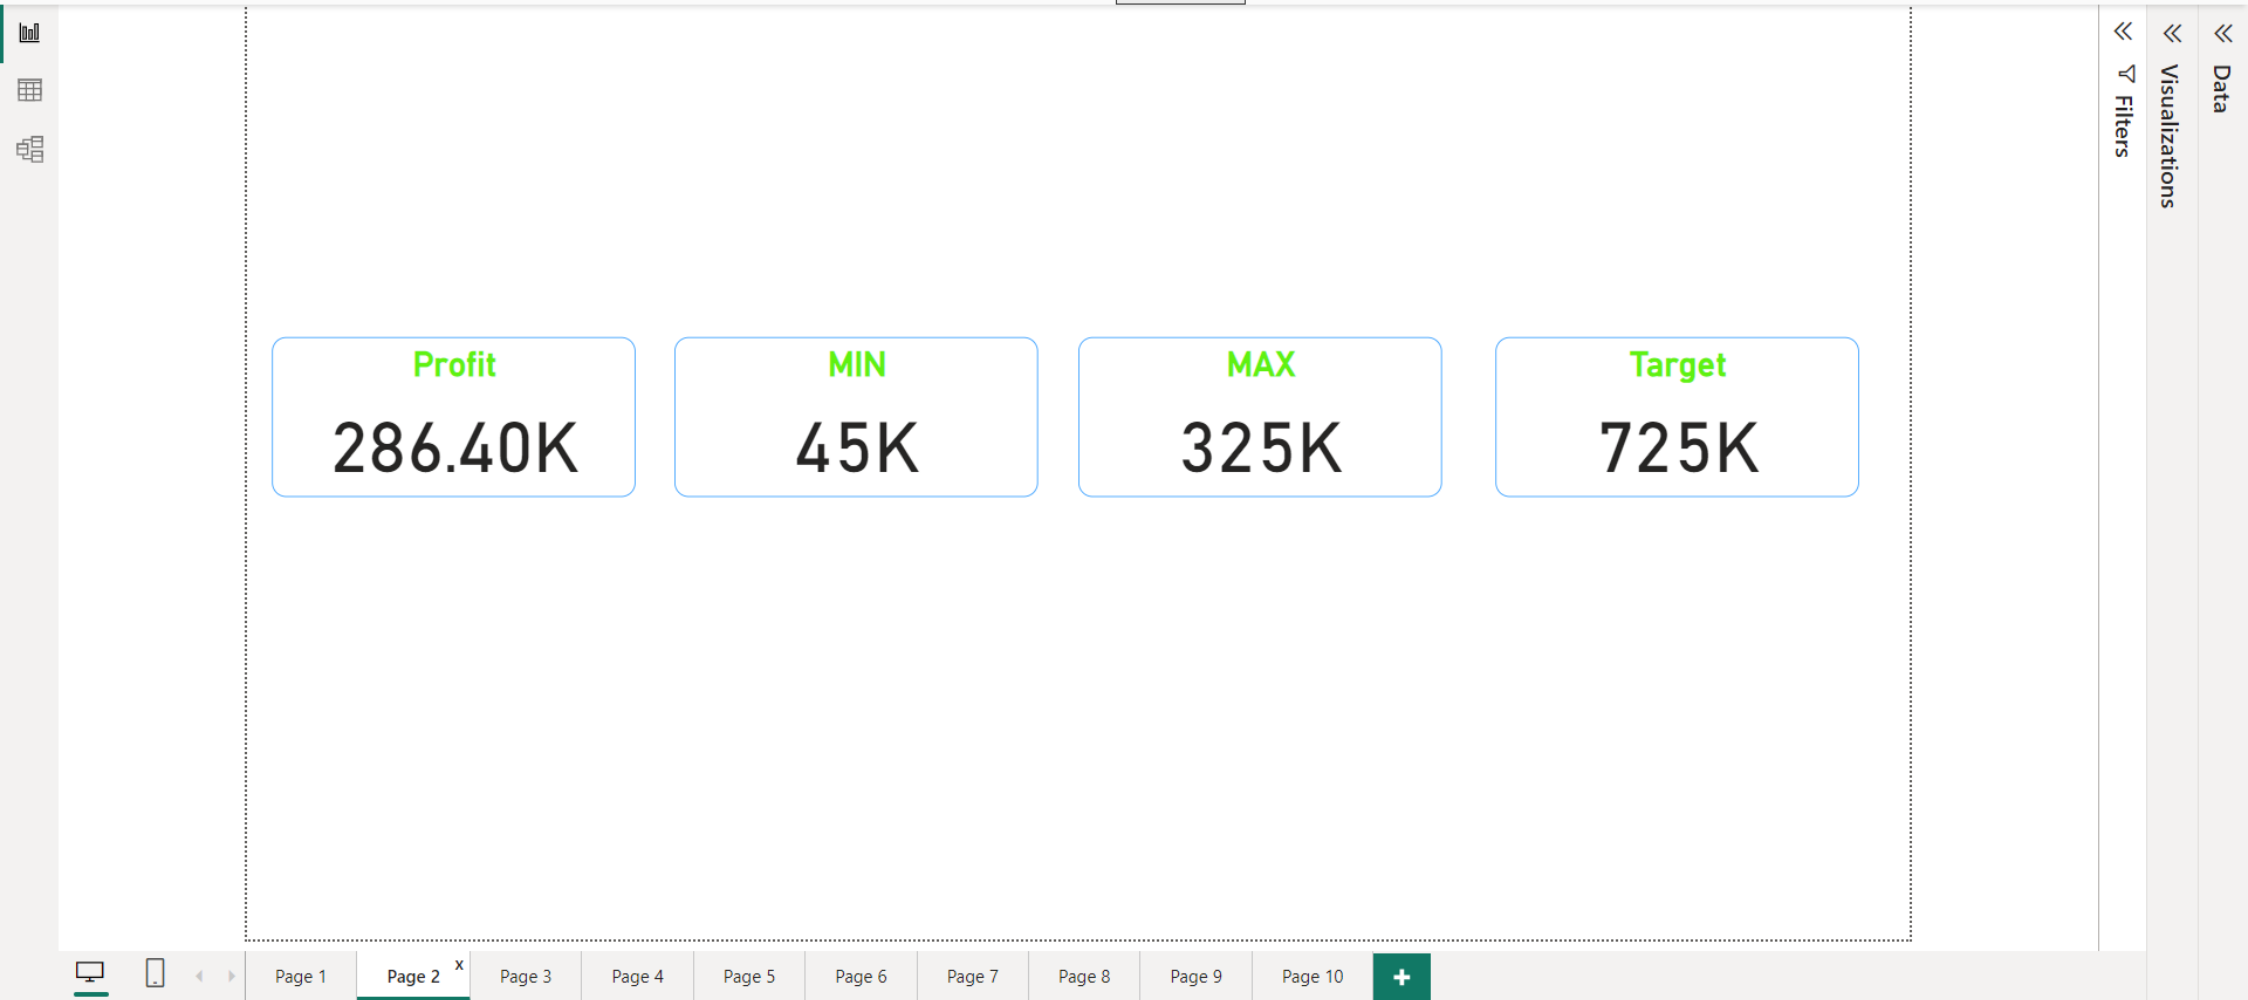 Profit
286.40K
MIN
45K
MAX
325K
Target
725K
Filters
Visualizations
Data
Page 1
Page 2
x
Page 3
Page 4
Page 5
Page 6
Page 7
Page 8
Page 9
Page 10
+